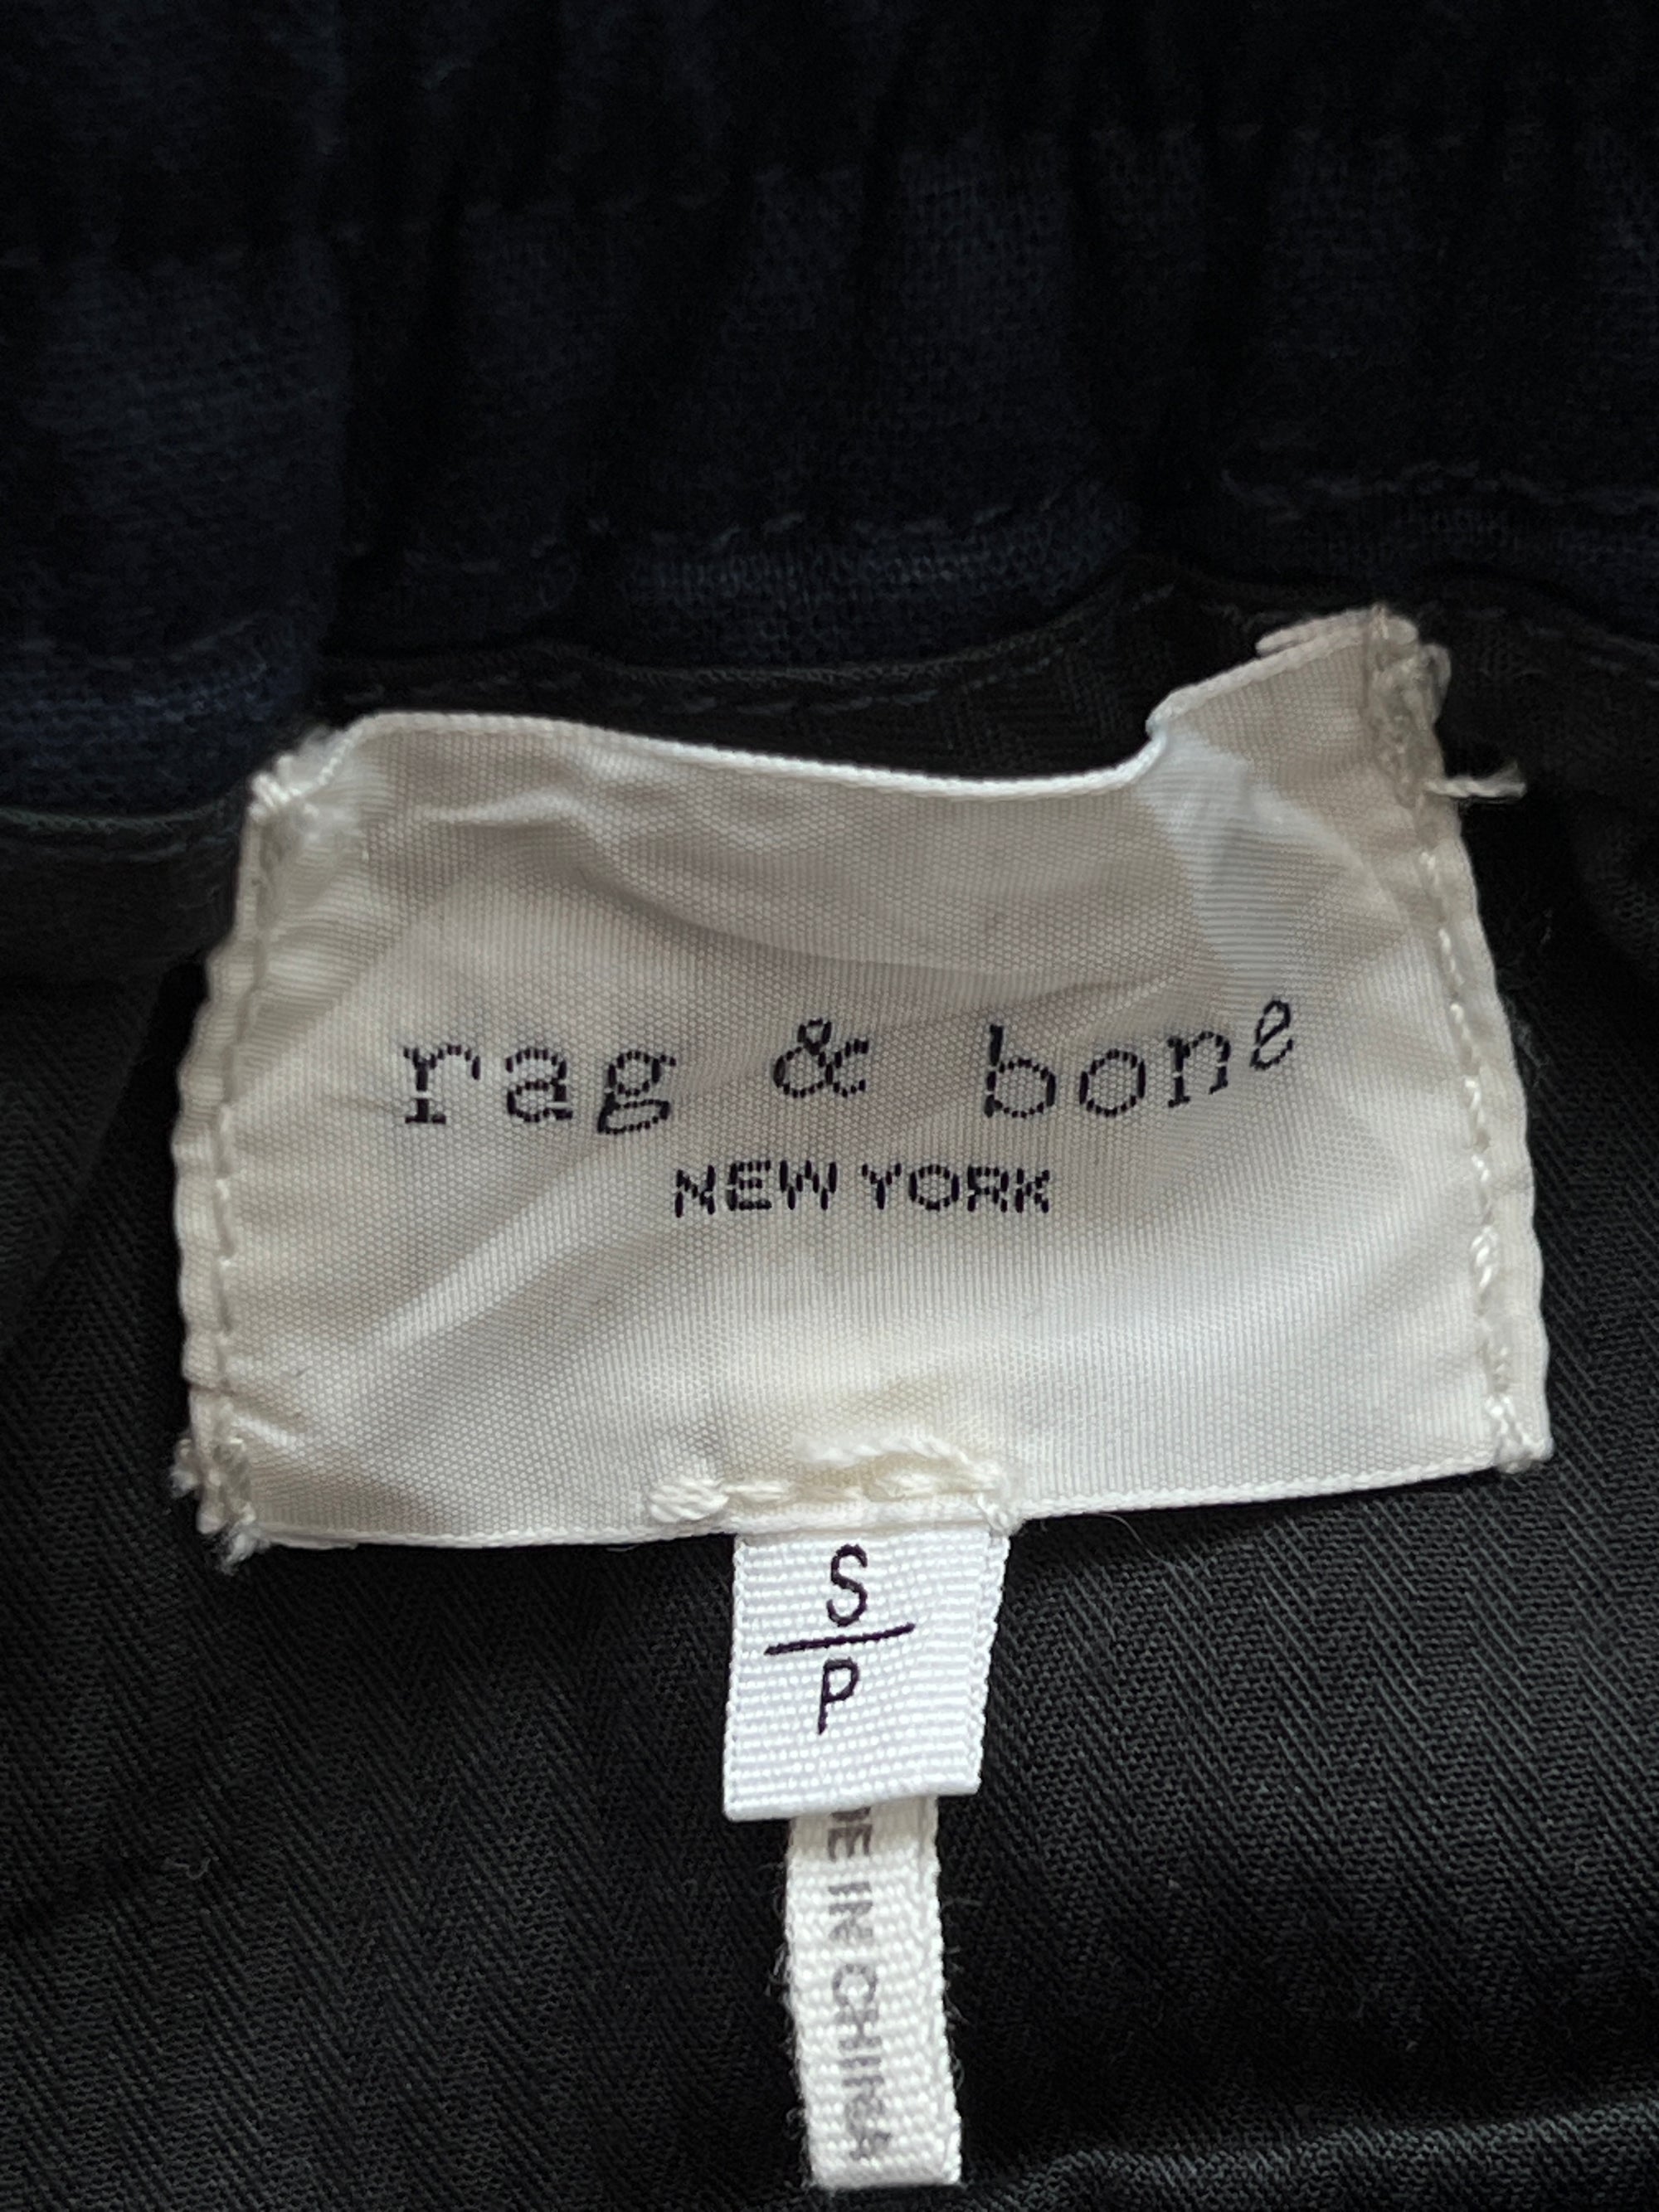 rag & bone
NEW YORK
S
P
DE IN CHINA